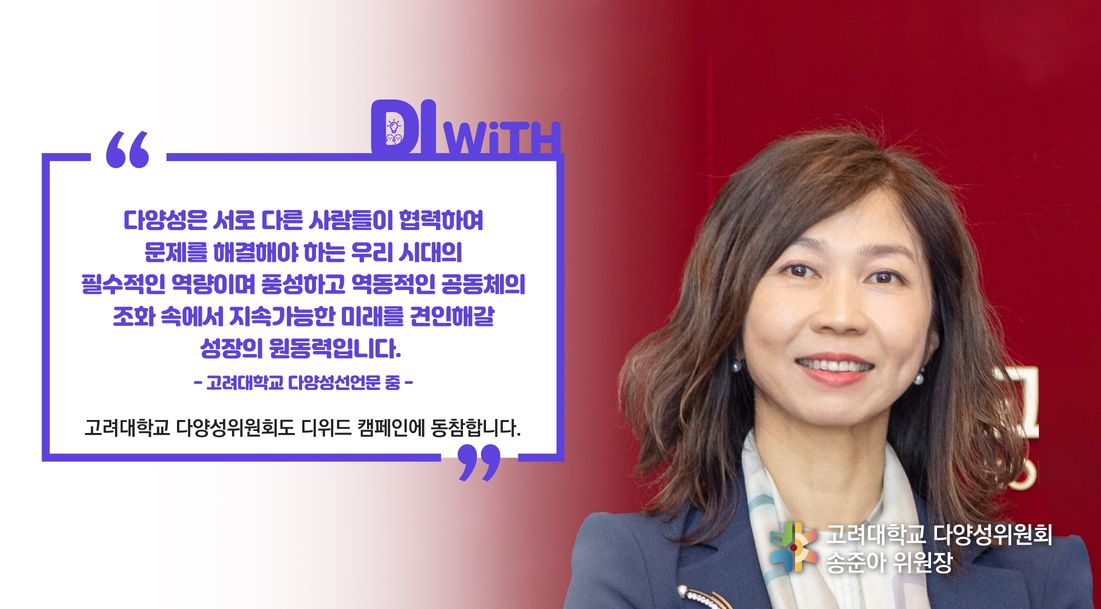 DI WiTH
“
다양성은 서로 다른 사람들이 협력하여
문제를 해결해야 하는 우리 시대의
필수적인 역량이며 풍성하고 역동적인 공동체의
조화 속에서 지속가능한 미래를 견인해갈
성장의 원동력입니다.
- 고려대학교 다양성선언문 중 -
고려대학교 다양성위원회도 디위드 캠페인에 동참합니다.
”
고려대학교 다양성위원회
송준아 위원장